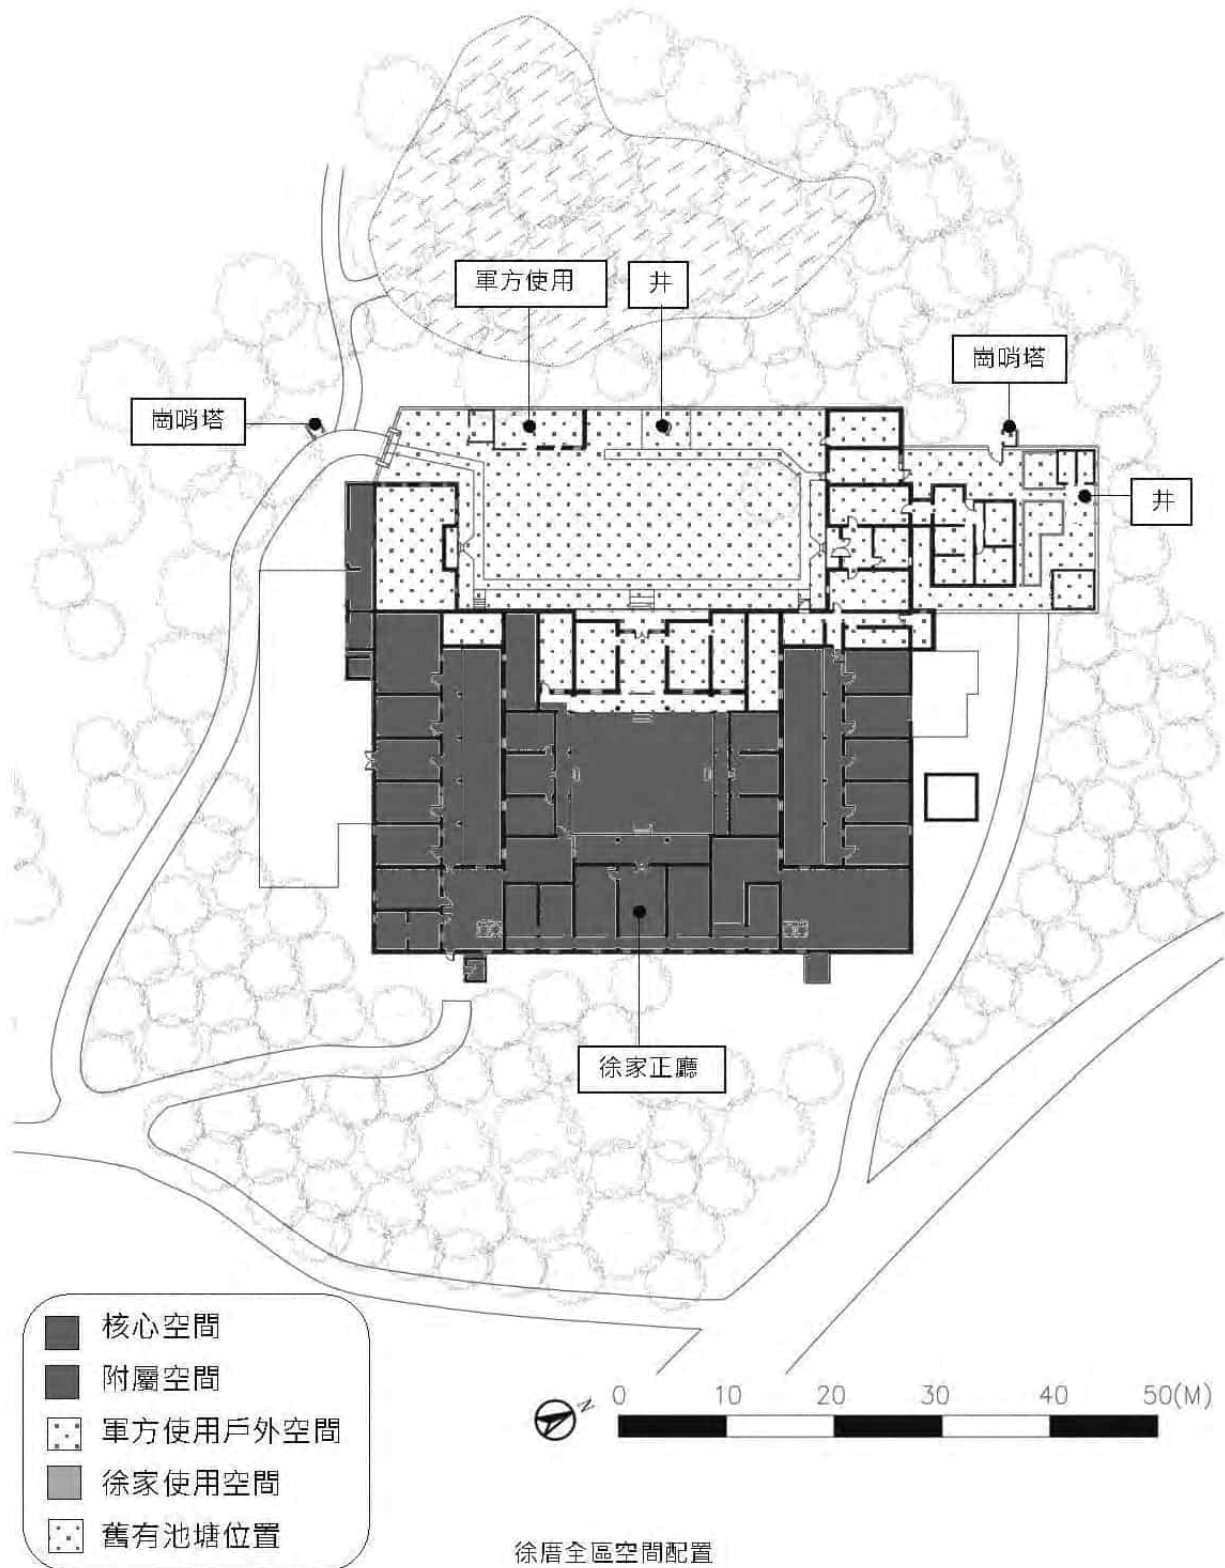 軍方使用
井
崗哨塔
崗哨塔
井
徐家正廳
核心空間
附屬空間
軍方使用戶外空間
徐家使用空間
舊有池塘位置
N
0 10 20 30 40 50(M)
徐厝全區空間配置